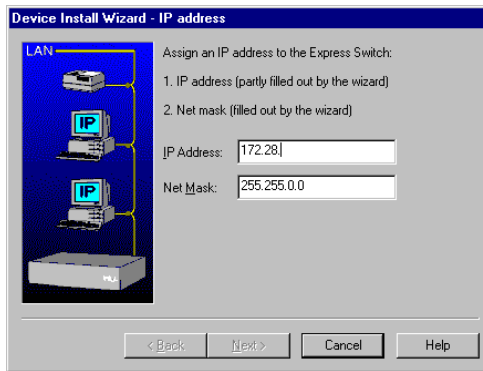 Device Install Wizard - IP address
LAN
Assign an IP address to the Express Switch:
1. IP address (partly filled out by the wizard)
2. Net mask (filled out by the wizard)
IP
IP Address: 172.28.
IP
Net Mask: 255.255.0.0
< Back
Next >
Cancel
Help